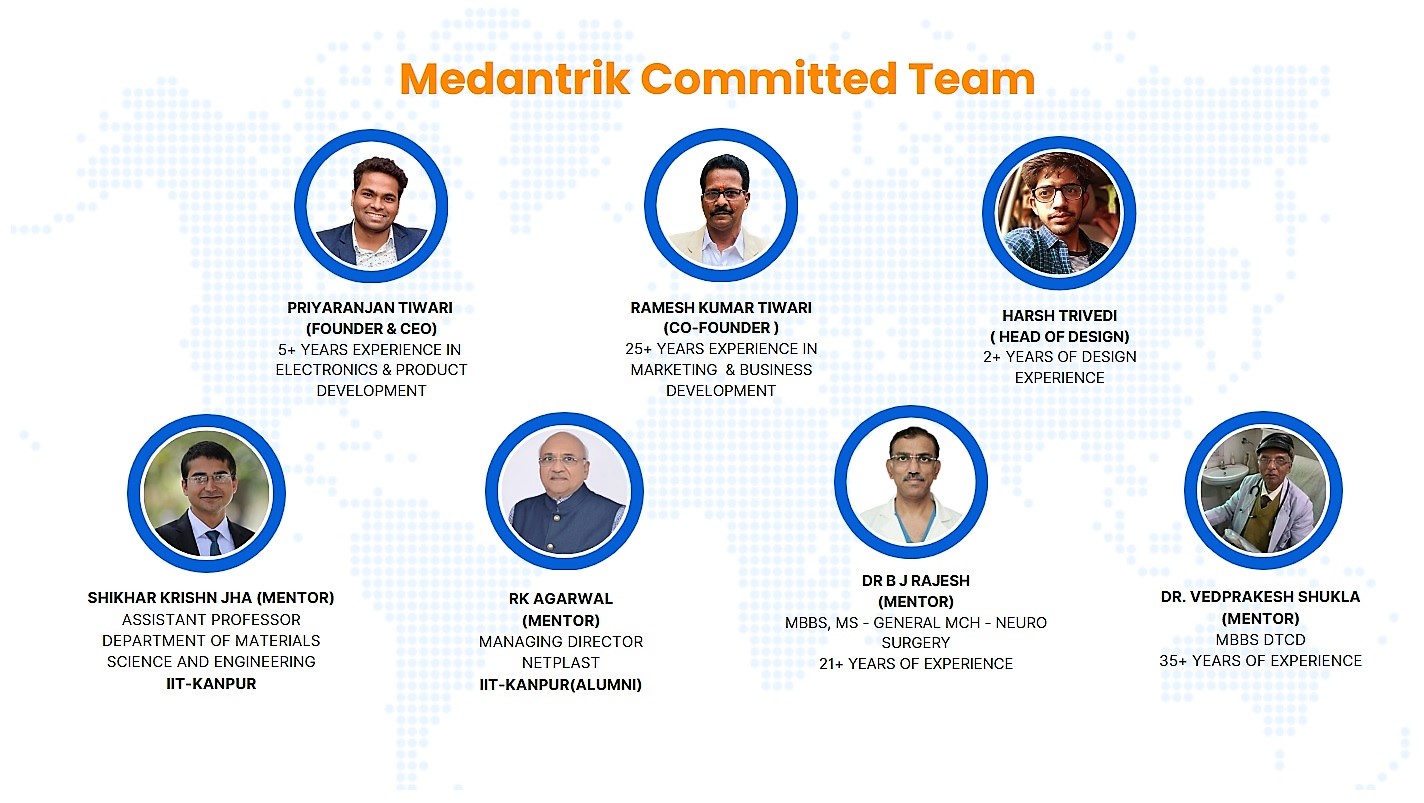 Medantrik Committed Team
PRIYARANJAN TIWARI
(FOUNDER & CEO)
5+ YEARS EXPERIENCE IN
ELECTRONICS & PRODUCT
DEVELOPMENT
RAMESH KUMAR TIWARI
(CO-FOUNDER )
25+ YEARS EXPERIENCE IN
MARKETING & BUSINESS
DEVELOPMENT
HARSH TRIVEDI
( HEAD OF DESIGN)
2+ YEARS OF DESIGN
EXPERIENCE
SHIKHAR KRISHN JHA (MENTOR)
ASSISTANT PROFESSOR
DEPARTMENT OF MATERIALS
SCIENCE AND ENGINEERING
IIT-KANPUR
RK AGARWAL
(MENTOR)
MANAGING DIRECTOR
NETPLAST
IIT-KANPUR(ALUMNI)
DR B J RAJESH
(MENTOR)
MBBS, MS - GENERAL MCH - NEURO
SURGERY
21+ YEARS OF EXPERIENCE
DR. VEDPRAKESH SHUKLA
(MENTOR)
MBBS DTCD
35+ YEARS OF EXPERIENCE